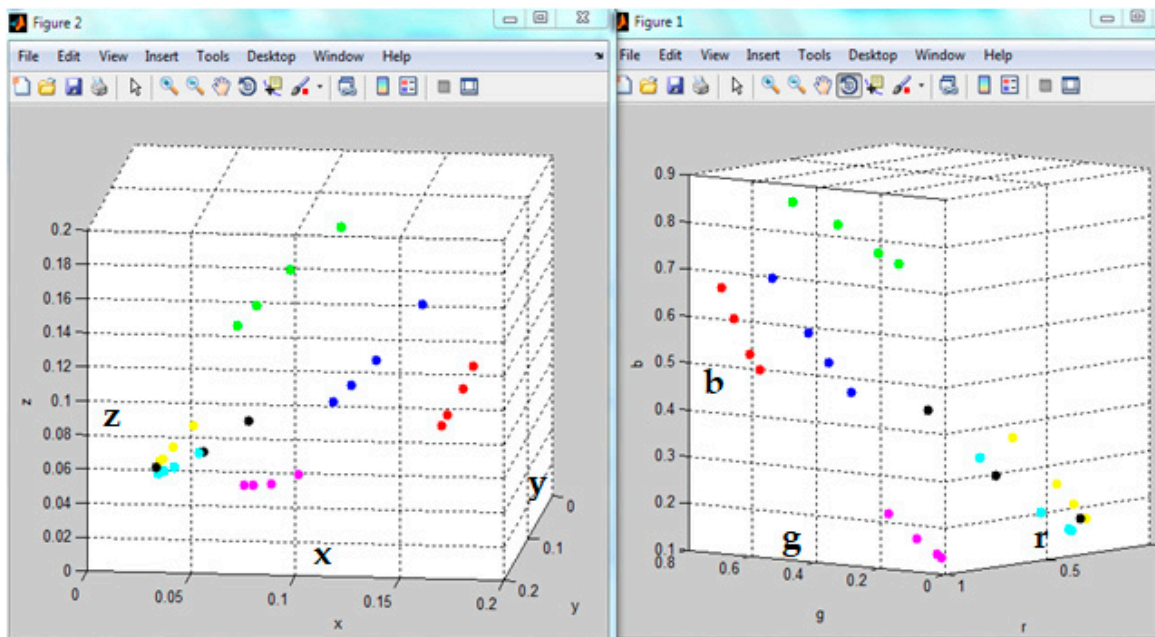 Figure 2
File Edit View Insert Tools Desktop Window Help
0.2
0.18
0.16
0.14
0.12
0.1
0.08
0.06
0.04
0.02
0
z
z
0
0.05
0.1
0.15
0.2
x
x
0.2
0.1
0
y
y
Figure 1
File Edit View Insert Tools Desktop Window Help
0.9
0.8
0.7
0.6
0.5
0.4
0.3
0.2
0.1
b
b
0.8
0.6
0.4
0.2
0
g
g
1
0.5
r
r